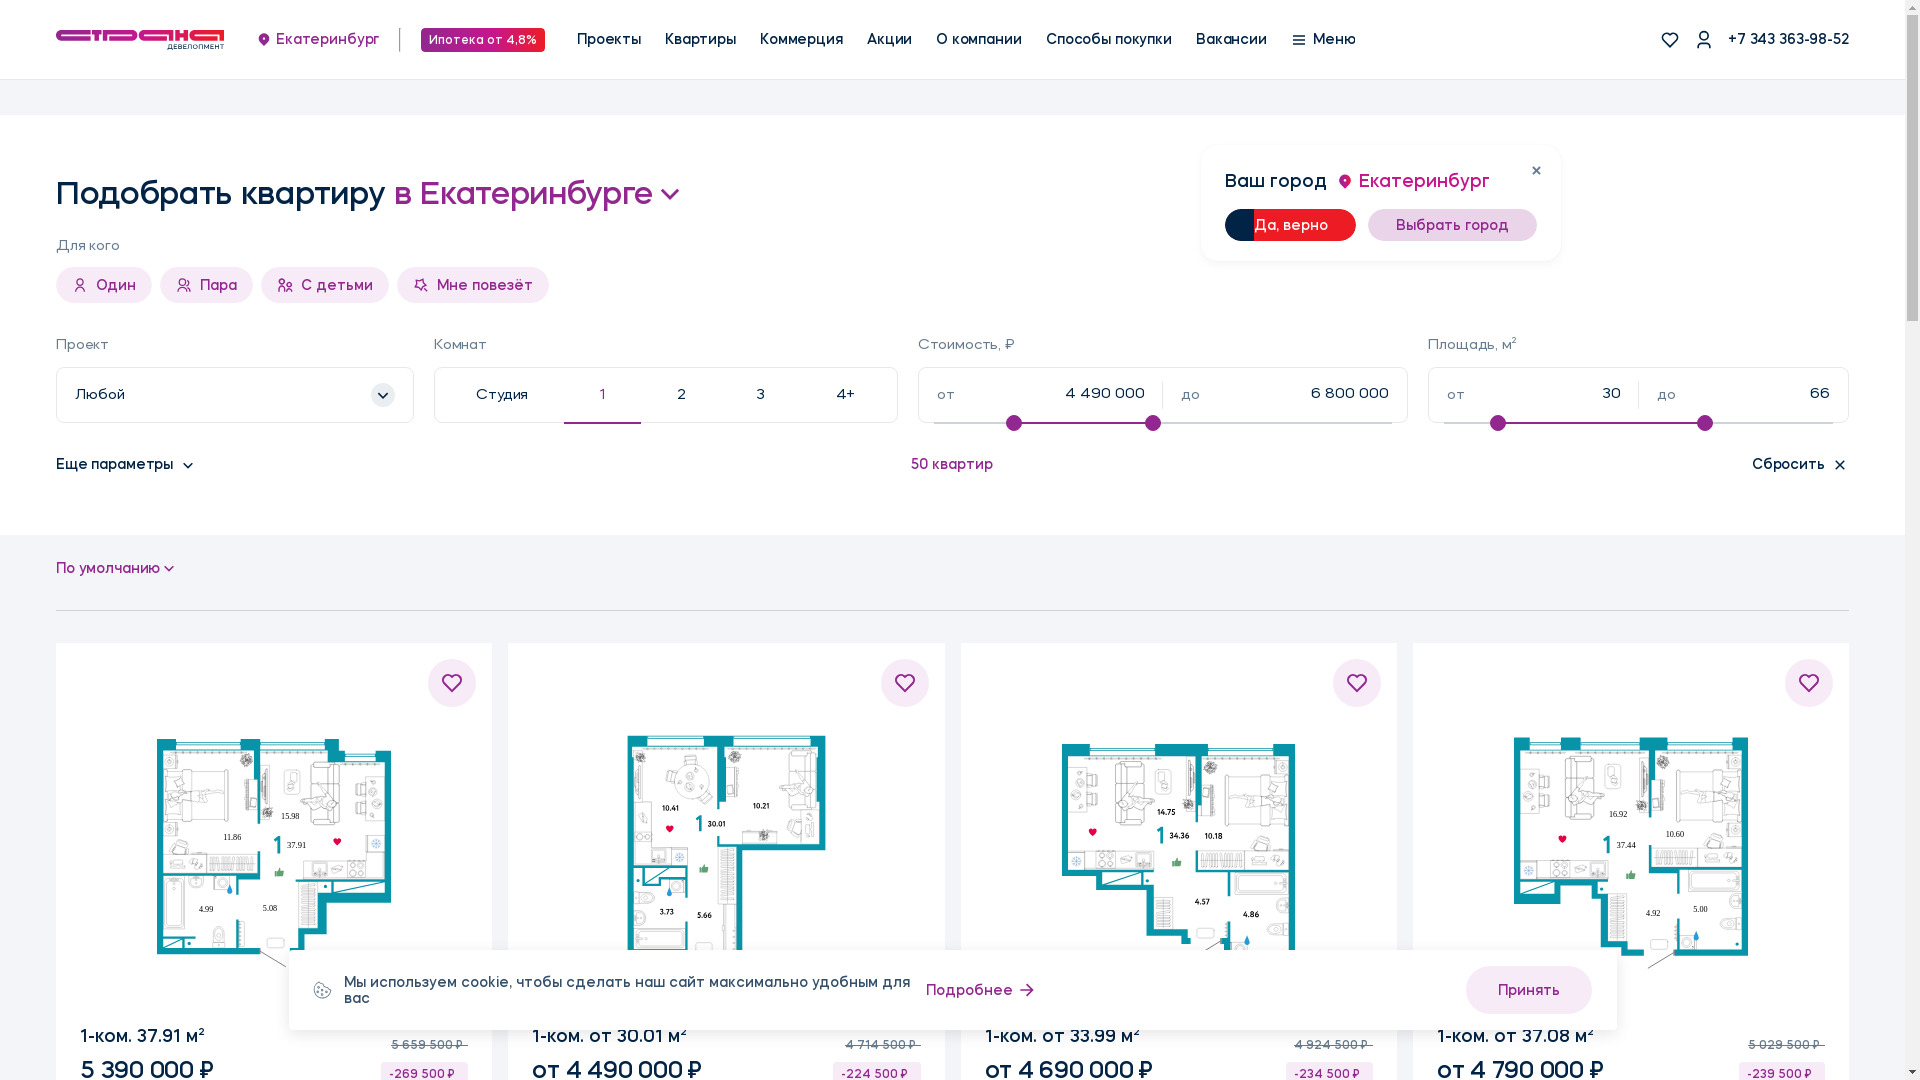 страна
ДЕВЕЛОПМЕНТ
Екатеринбург
Ипотека от 4,8%
Проекты
Квартиры
Коммерция
Акции
О компании
Способы покупки
Вакансии
Меню
+7 343 363-98-52
Подобрать квартиру в Екатеринбурге
Ваш город Екатеринбург
Да, верно
Выбрать город
Для кого
Один
Пара
С детьми
Мне повезёт
Проект
Комнат
Стоимость, ₽
Площадь, м²
Любой
Студия
1
2
3
4+
от 4 490 000
до 6 800 000
от 30
до 66
Еще параметры
50 квартир
Сбросить
По умолчанию
15.98
11.86
1 37.91
4.99
5.08
10.41
10.21
1 30.01
3.73
5.66
14.75
1 34.36
10.18
4.57
4.86
16.92
10.60
1 37.44
4.92
5.00
Мы используем cookie, чтобы сделать наш сайт максимально удобным для
вас
Подробнее
Принять
1-ком. 37.91 м²
5 659 500 ₽
5 390 000 ₽
-269 500 ₽
1-ком. от 30.01 м²
4 714 500 ₽
от 4 490 000 ₽
-224 500 ₽
1-ком. от 33.99 м²
4 924 500 ₽
от 4 690 000 ₽
-234 500 ₽
1-ком. от 37.08 м²
5 029 500 ₽
от 4 790 000 ₽
-239 500 ₽